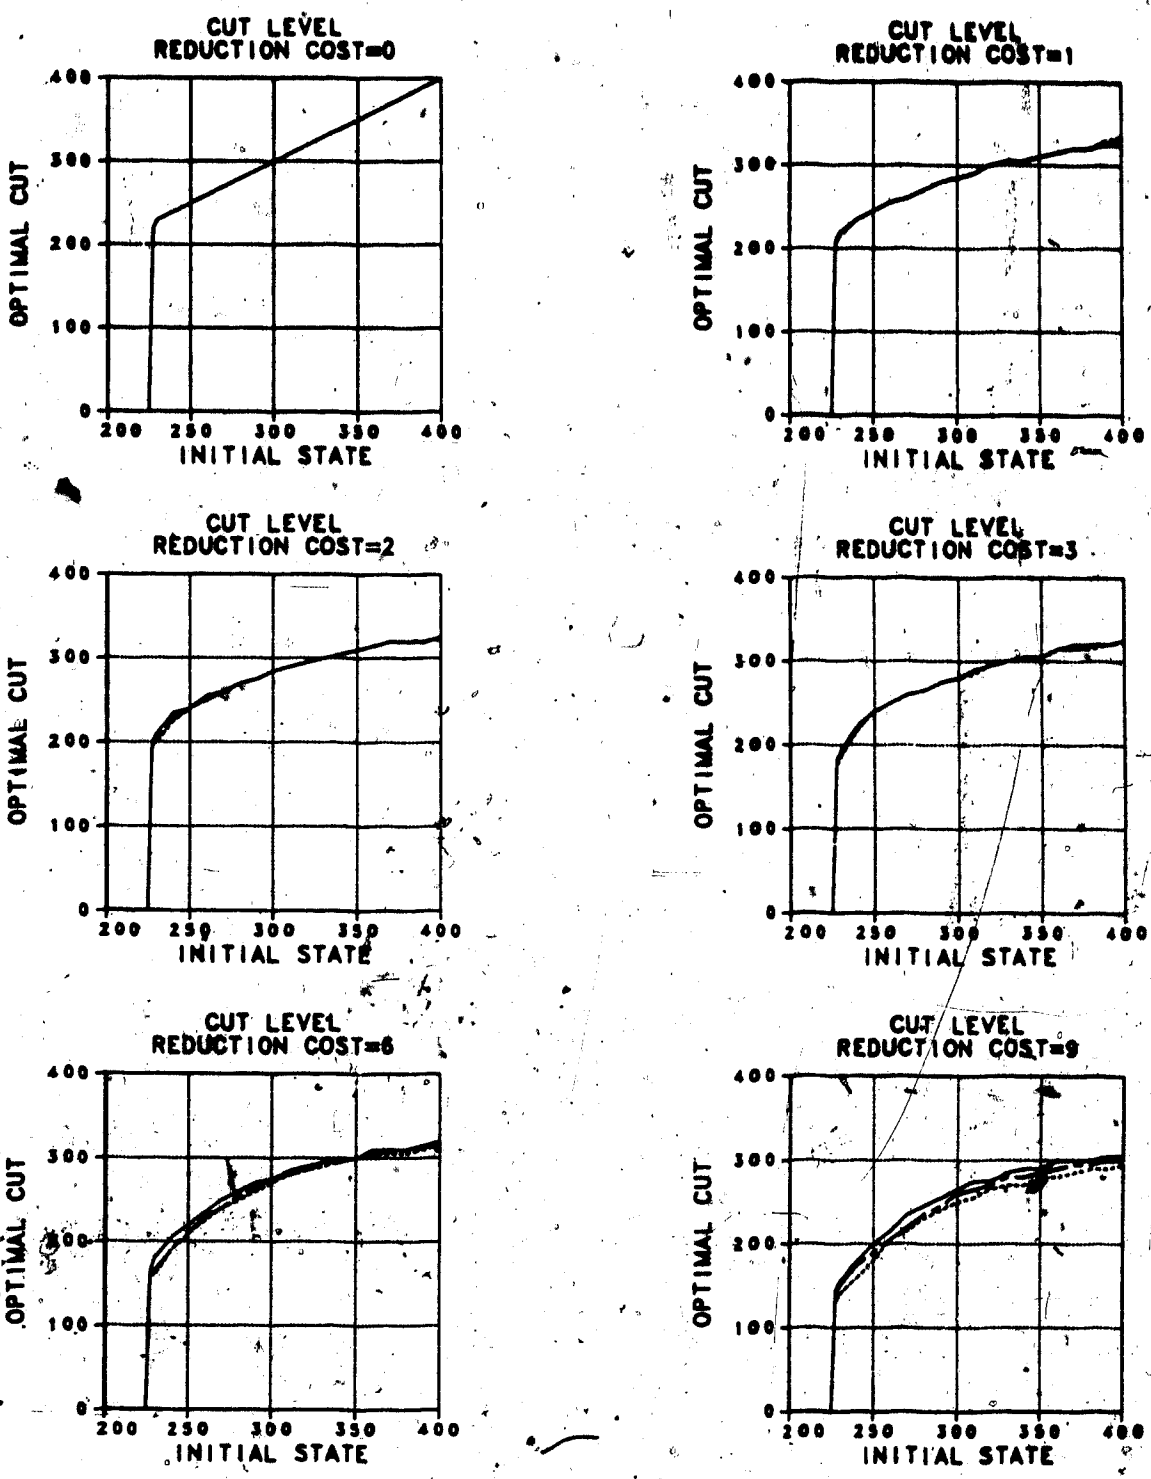 CUT LEVEL
REDUCTION COST=0
400
300
200
100
0
200 250 300 350 400
OPTIMAL CUT
INITIAL STATE
CUT LEVEL
REDUCTION COST=1
400
300
200
100
0
200 250 300 350 400
OPTIMAL CUT
INITIAL STATE
CUT LEVEL
REDUCTION COST=2
400
300
200
100
0
200 250 300 350 400
OPTIMAL CUT
INITIAL STATE
CUT LEVEL
REDUCTION COST=3
400
300
200
100
0
200 250 300 350 400
OPTIMAL CUT
INITIAL STATE
CUT LEVEL
REDUCTION COST=6
400
300
200
100
0
200 250 300 350 400
OPTIMAL CUT
INITIAL STATE
CUT LEVEL
REDUCTION COST=9
400
300
200
100
0
200 250 300 350 400
OPTIMAL CUT
INITIAL STATE